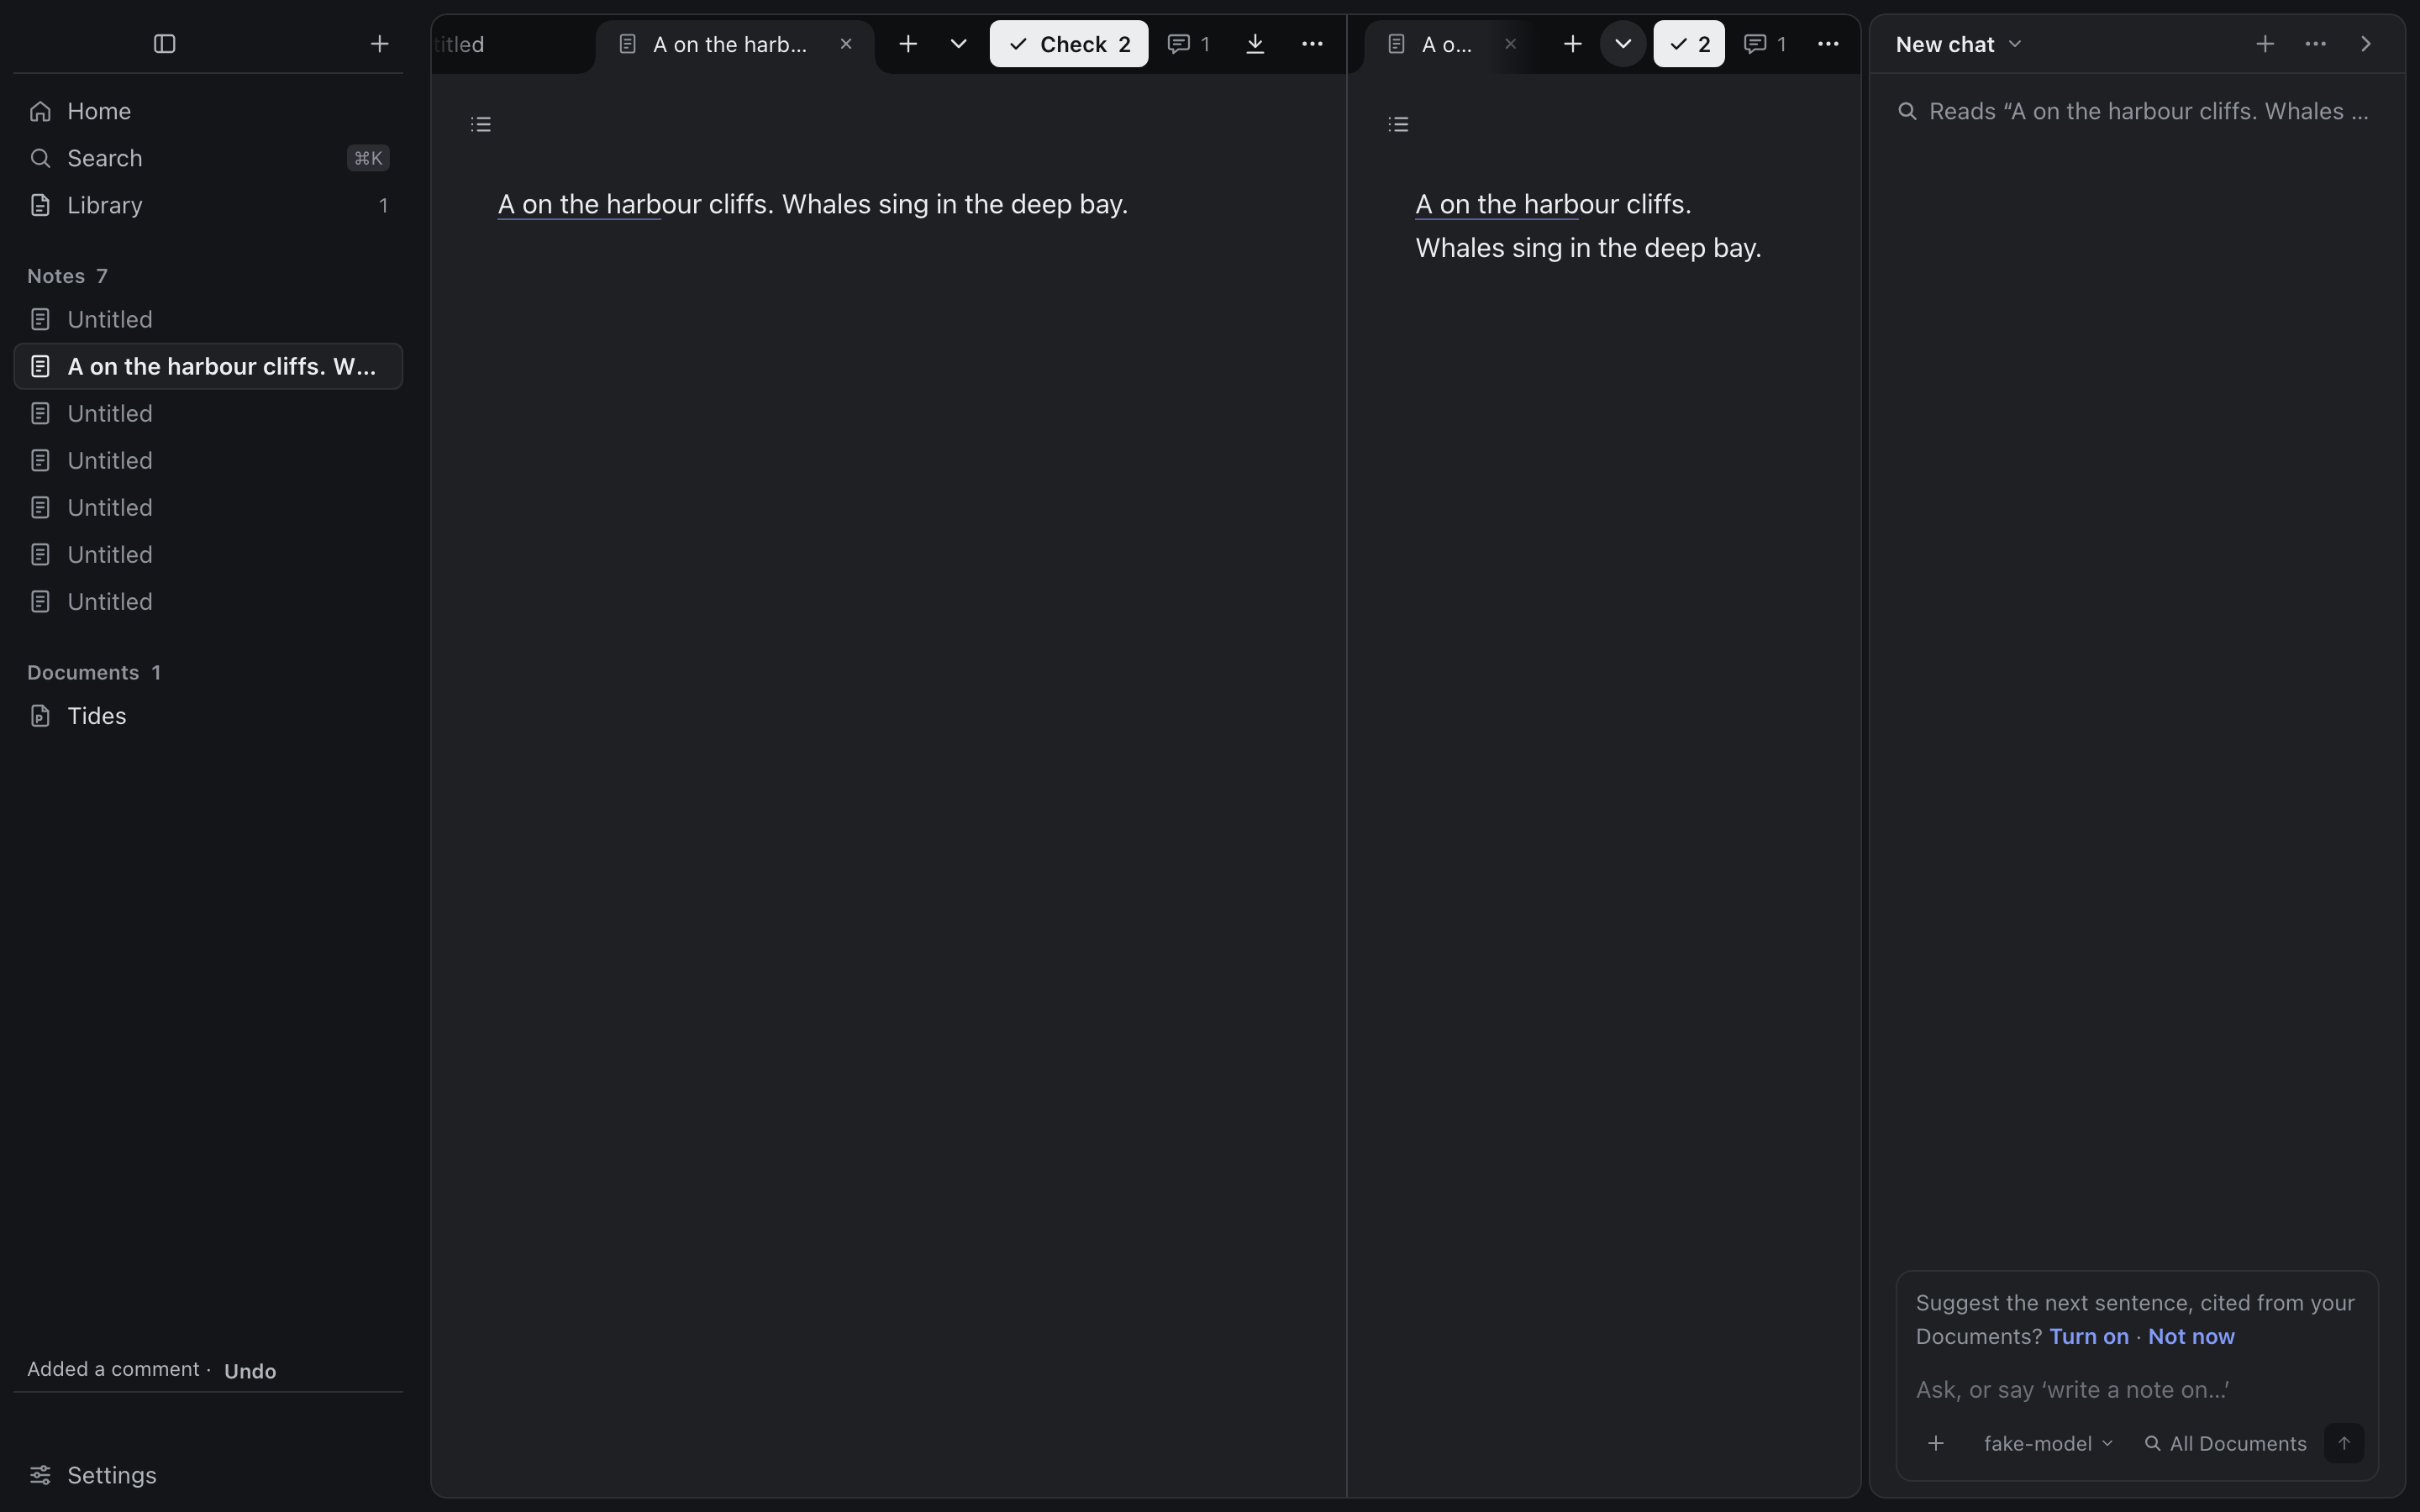 Home
Search ⌘K
Library 1
Notes 7
Untitled
A on the harbour cliffs. W...
Untitled
Untitled
Untitled
Untitled
Untitled
Documents 1
Tides
Added a comment · Undo
Settings
titled
A on the harb...
Check 2
1
A on the harbour cliffs. Whales sing in the deep bay.
A o...
2
1
A on the harbour cliffs.
Whales sing in the deep bay.
New chat
Reads “A on the harbour cliffs. Whales ...
Suggest the next sentence, cited from your
Documents? Turn on · Not now
Ask, or say ‘write a note on...’
fake-model
All Documents